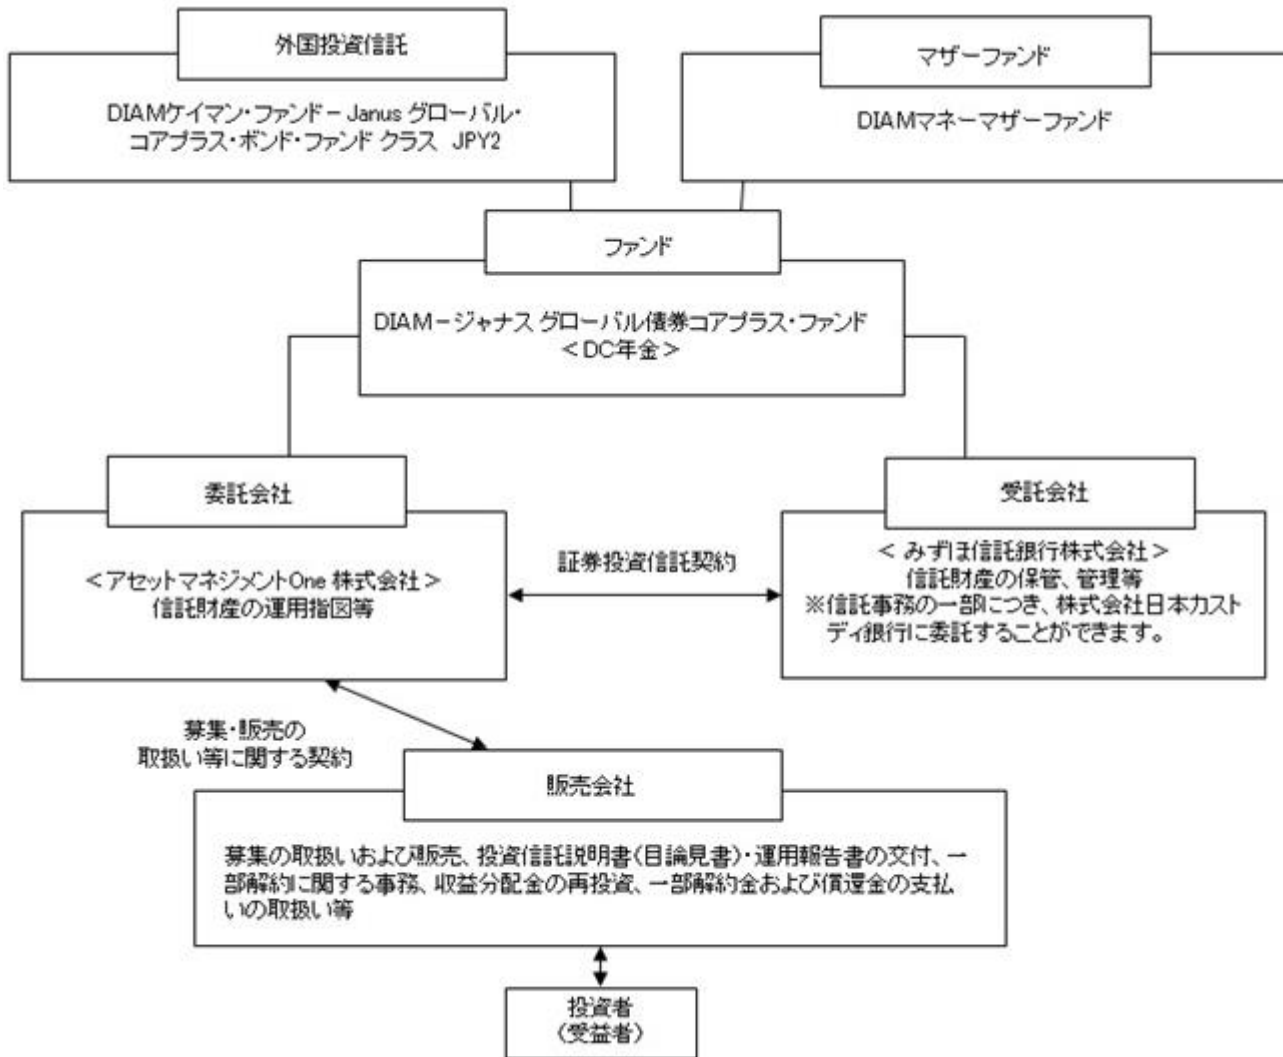 外国投資信託
DIAMケイマン・ファンド－Janus グローバル・
コアプラス・ボンド・ファンド クラス JPY2
マザーファンド
DIAMマネーマザーファンド
ファンド
DIAM－ジャナス グローバル債券コアプラス・ファンド
＜DC年金＞
委託会社
＜アセットマネジメントOne 株式会社＞
信託財産の運用指図等
証券投資信託契約
受託会社
＜ みずほ信託銀行株式会社＞
信託財産の保管、管理等
※信託事務の一部につき、株式会社日本カスト
ディ銀行に委託することができます。
募集・販売の
取扱い等に関する契約
販売会社
募集の取扱いおよび販売、投資信託説明書（目論見書）・運用報告書の交付、一
部解約に関する事務、収益分配金の再投資、一部解約金および償還金の支払
いの取扱い等
投資者
（受益者）